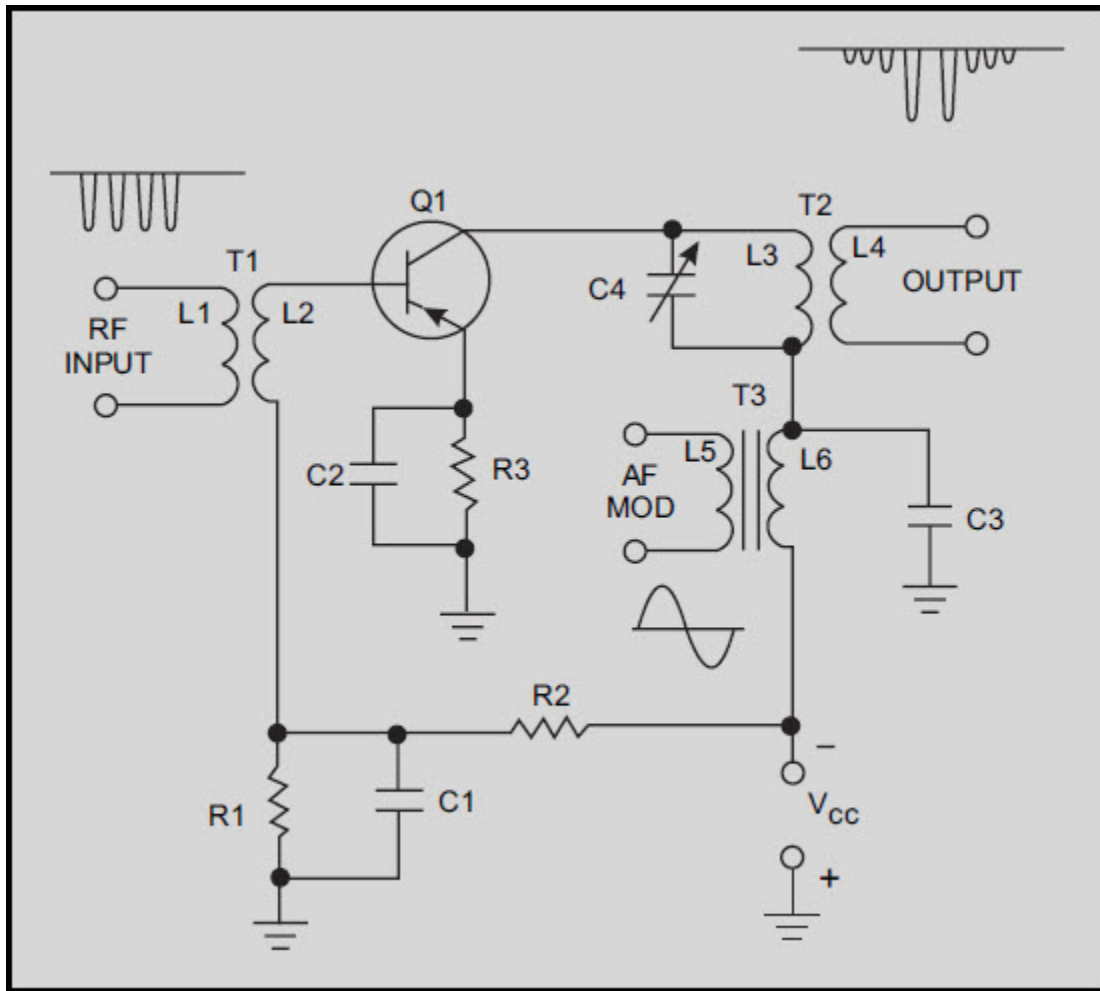 Q1
T2
T1
L3
L4
C4
OUTPUT
L1
L2
RF
INPUT
T3
L5
L6
C2
R3
AF
MOD
C3
R2
–
R1
C1
VCC
+